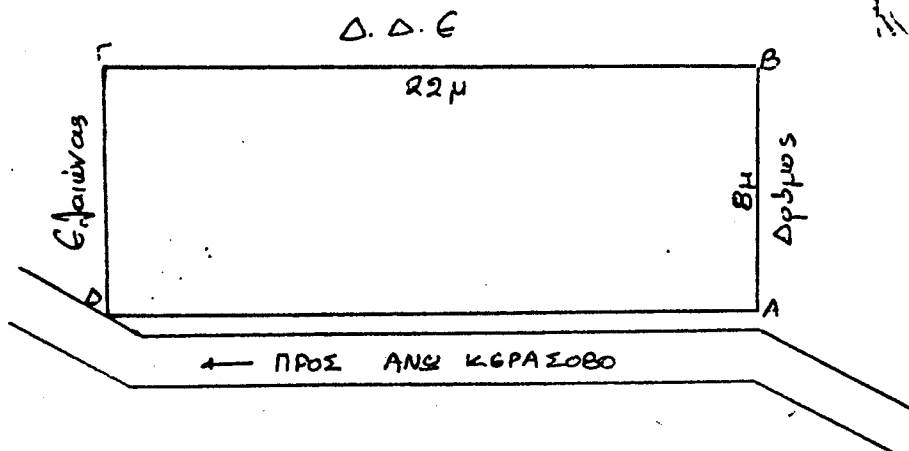 Δ. Δ. Ε
Γ
Β
22μ
Ελαιώνας
8μ
Δρόμος
Δ
Α
← ΠΡΟΣ ΑΝΩ ΚΕΡΑΣΟΒΟ